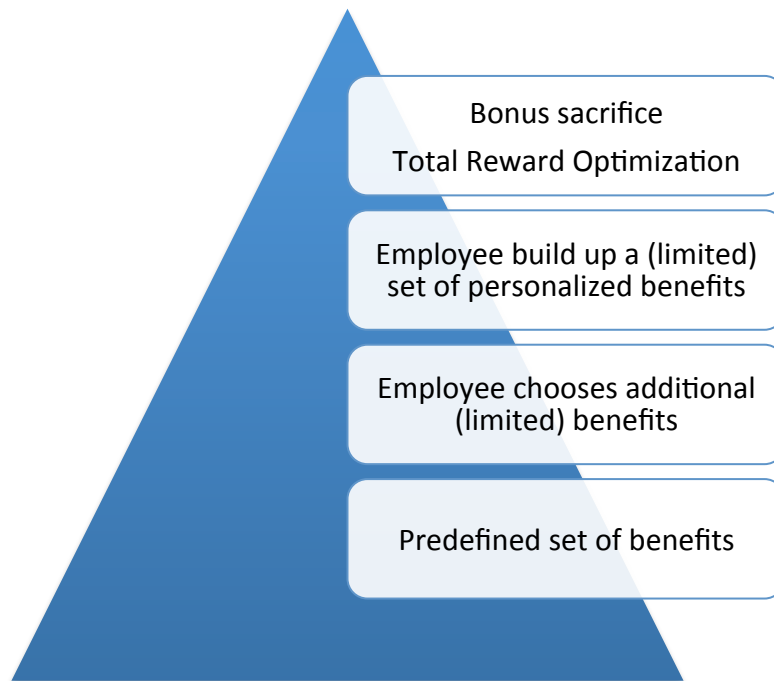 Bonus sacrifice
Total Reward Optimization
Employee build up a (limited)
set of personalized benefits
Employee chooses additional
(limited) benefits
Predefined set of benefits